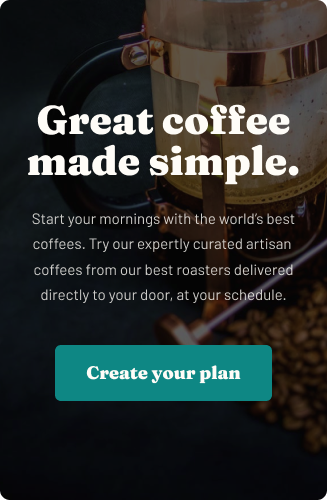 Great coffee
made simple.
Start your mornings with the world’s best
coffees. Try our expertly curated artisan
coffees from our best roasters delivered
directly to your door, at your schedule.
Create your plan